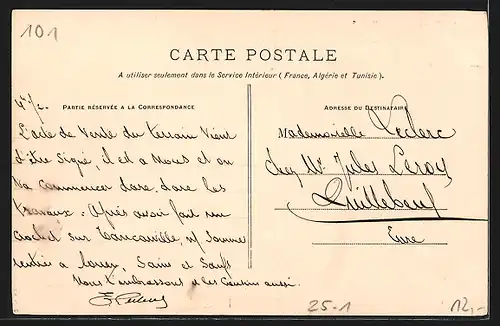 101
CARTE POSTALE
A utiliser seulement dans le Service Intérieur (France, Algérie et Tunisie).
PARTIE RÉSERVÉE A LA CORRESPONDANCE
L'acte de Vente du terrain Vient
d'être signé, il est a Nous et on
Va commencer dare, dare les
travaux. Après avoir fait un
crochet sur Tancarville, n/ sommes
rentrés a Sains et Saufs
Nous t'embrassons et les Cousins aussi.
ADRESSE DU DESTINATAIRE
Mademoiselle Leclerc
chez Mr Jules Leroy
Quillebeuf
Eure
25-1
12,-